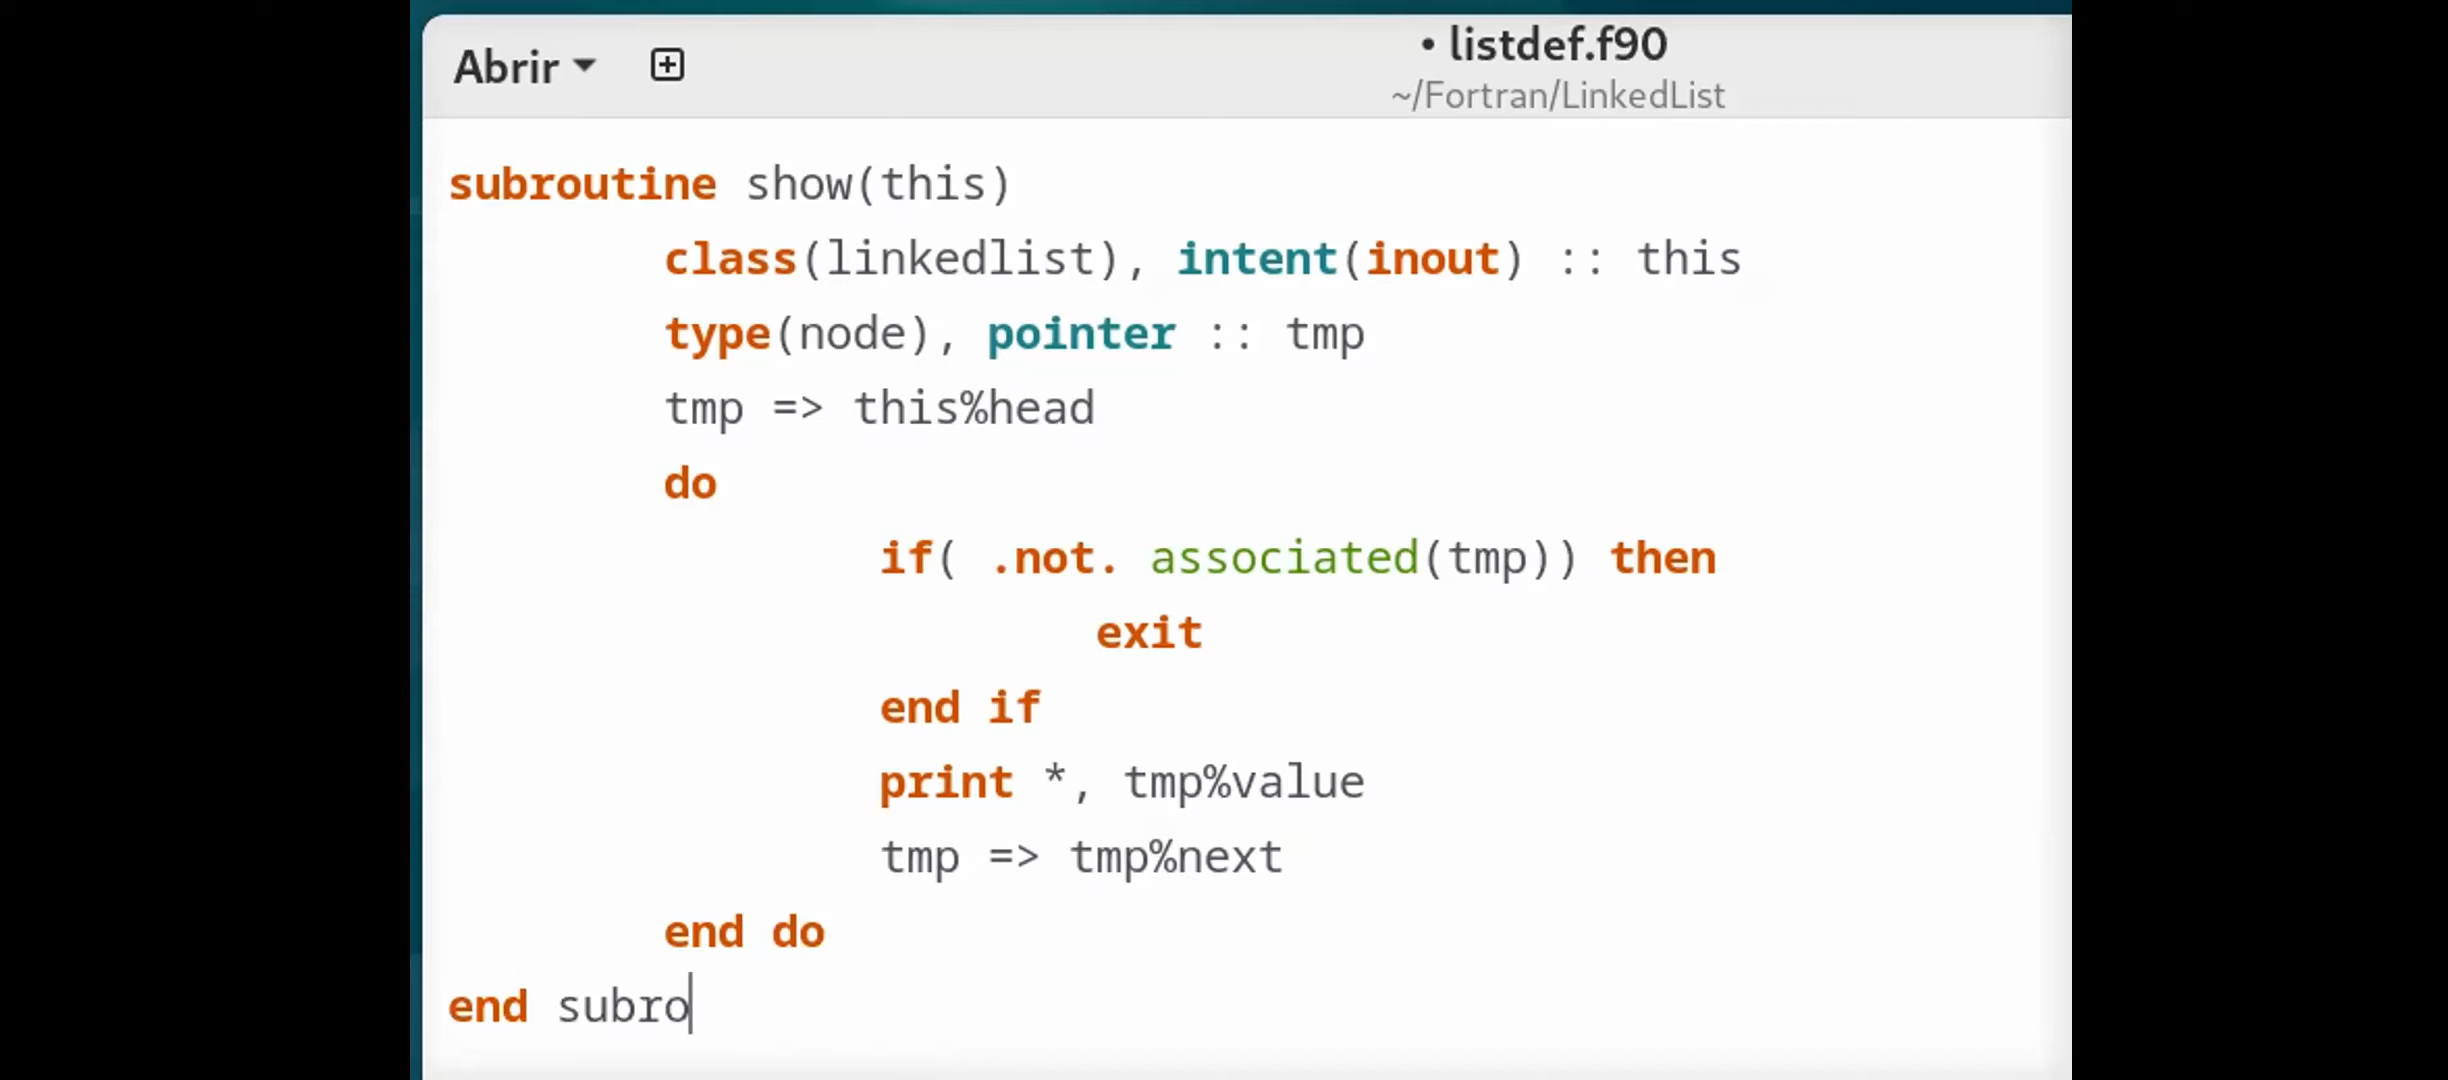 Abrir
• listdef.f90
~/Fortran/LinkedList
subroutine show(this)
class(linkedlist), intent(inout) :: this
type(node), pointer :: tmp
tmp => this%head
do
if( .not. associated(tmp)) then
exit
end if
print *, tmp%value
tmp => tmp%next
end do
end subro